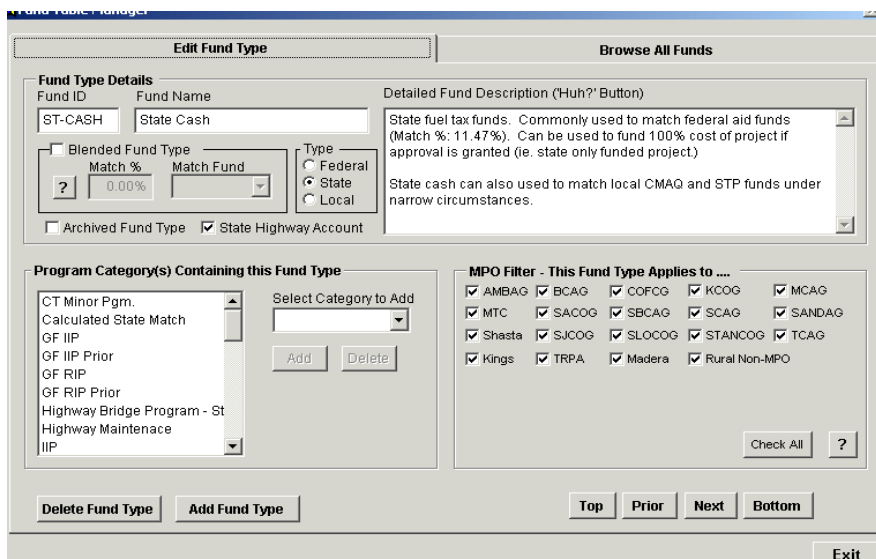 Fund Table Manager
Edit Fund Type
Browse All Funds
Fund Type Details
Fund ID
Fund Name
Detailed Fund Description ('Huh?' Button)
ST-CASH
State Cash
State fuel tax funds. Commonly used to match federal aid funds
(Match %: 11.47%). Can be used to fund 100% cost of project if
approval is granted (ie. state only funded project.)
State cash can also used to match local CMAQ and STP funds under
narrow circumstances.
Blended Fund Type
Match %
Match Fund
?
0.00%
Type
Federal
State
Local
Archived Fund Type
State Highway Account
Program Category(s) Containing this Fund Type
CT Minor Pgm.
Calculated State Match
GF IIP
GF IIP Prior
GF RIP
GF RIP Prior
Highway Bridge Program - St
Highway Maintenace
IIP
Select Category to Add
Add
Delete
MPO Filter - This Fund Type Applies to ....
AMBAG BCAG COFCG KCOG MCAG
MTC SACOG SBCAG SCAG SANDAG
Shasta SJCOG SLOCOG STANCOG TCAG
Kings TRPA Madera Rural Non-MPO
Check All
?
Delete Fund Type
Add Fund Type
Top
Prior
Next
Bottom
Exit